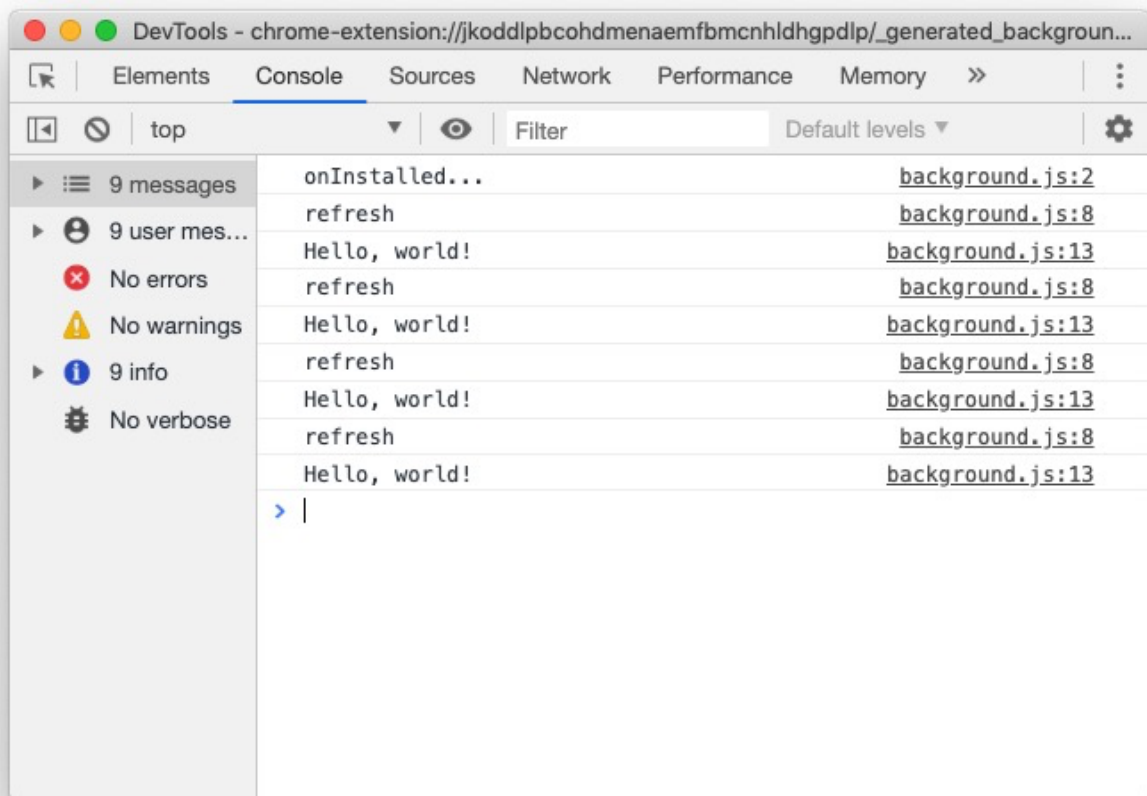 DevTools - chrome-extension://jkoddlpbcohdmenaemfbmcnhldhgpdlp/_generated_backgroun...
Elements Console Sources Network Performance Memory »
top Filter Default levels
9 messages
9 user mes...
No errors
No warnings
9 info
No verbose
onInstalled... background.js:2
refresh background.js:8
Hello, world! background.js:13
refresh background.js:8
Hello, world! background.js:13
refresh background.js:8
Hello, world! background.js:13
refresh background.js:8
Hello, world! background.js:13
>